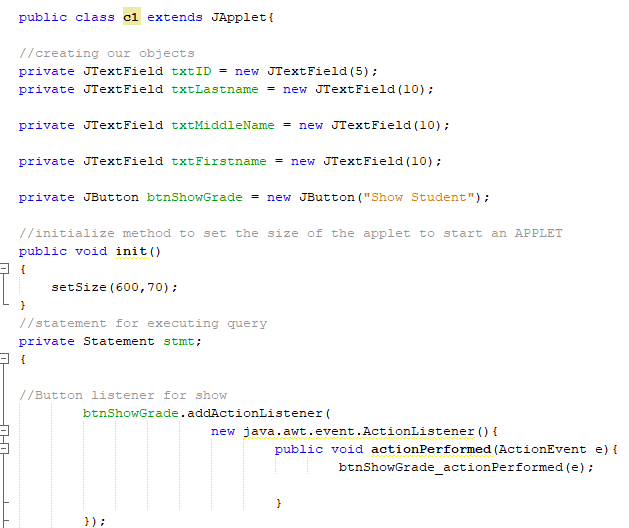 public class c1 extends JApplet{
//creating our objects
private JTextField txtID = new JTextField(5);
private JTextField txtLastname = new JTextField(10);
private JTextField txtMiddleName = new JTextField(10);
private JTextField txtFirstname = new JTextField(10);
private JButton btnShowGrade = new JButton("Show Student");
//initialize method to set the size of the applet to start an APPLET
public void init()
{
setSize(600,70);
}
//statement for executing query
private Statement stmt;
{
//Button listener for show
btnShowGrade.addActionListener(
new java.awt.event.ActionListener(){
public void actionPerformed(ActionEvent e){
btnShowGrade_actionPerformed(e);
}
});